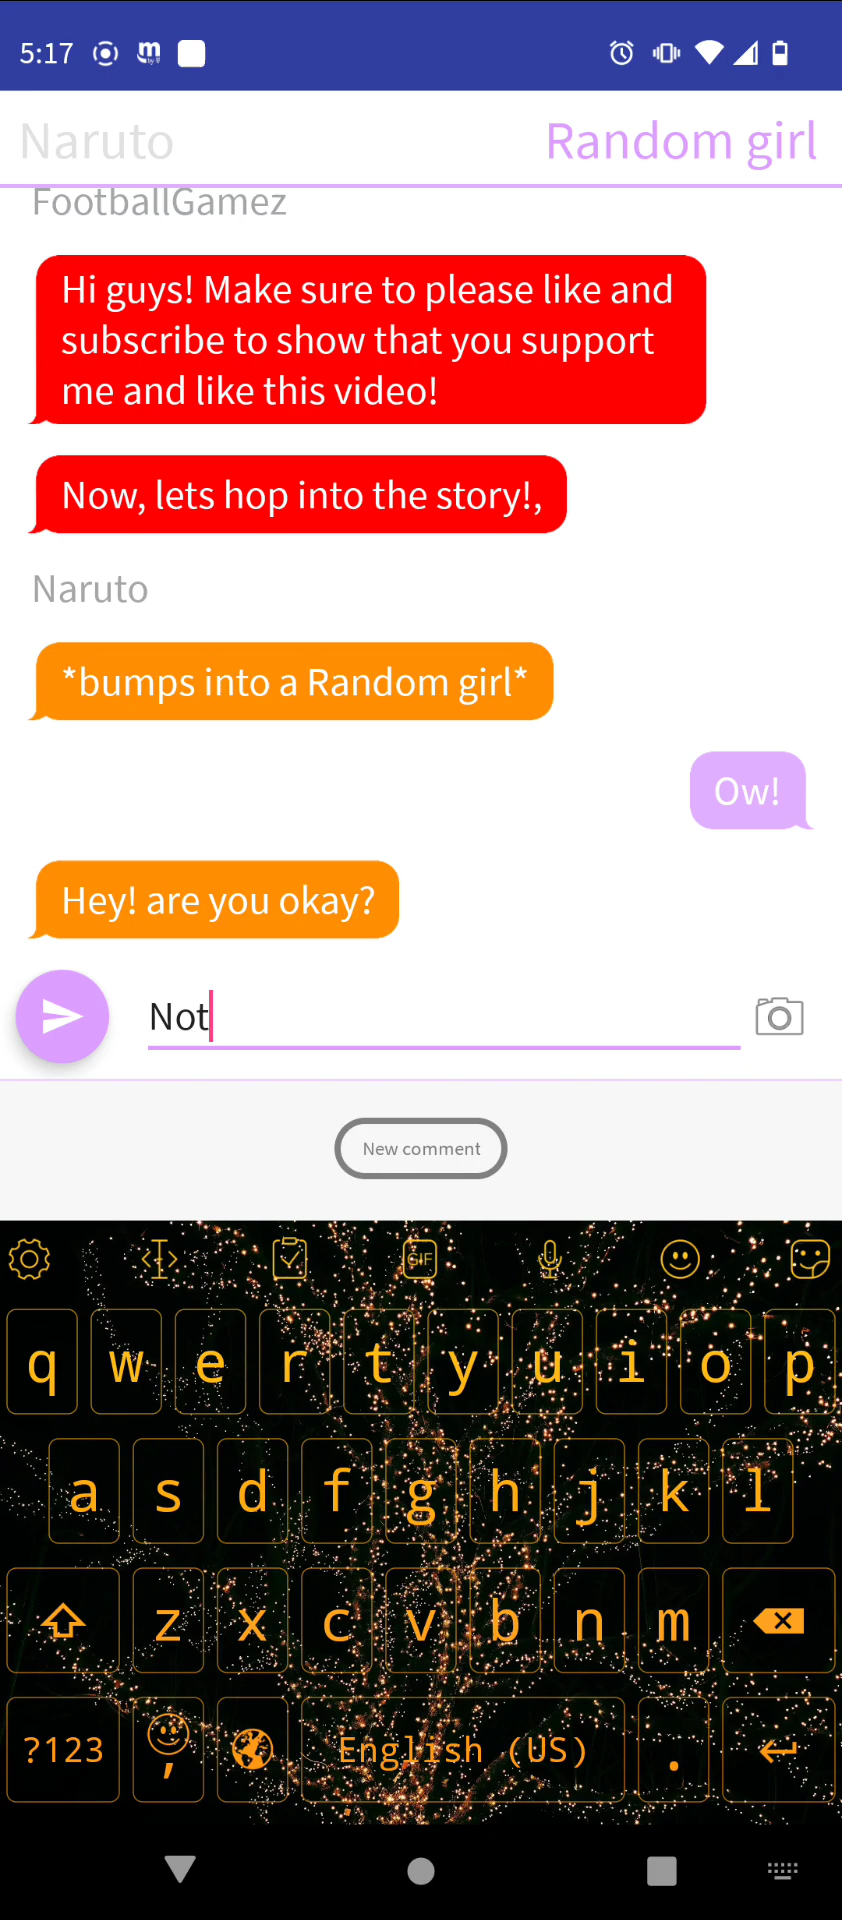 5:17
Naruto
Random girl
FootballGamez
Hi guys! Make sure to please like and
subscribe to show that you support
me and like this video!
Now, lets hop into the story!,
Naruto
*bumps into a Random girl*
Ow!
Hey! are you okay?
Not
New comment
GIF
q w e r t y u i o p
a s d f g h j k l
z x c v b n m
?123 , English (US) .